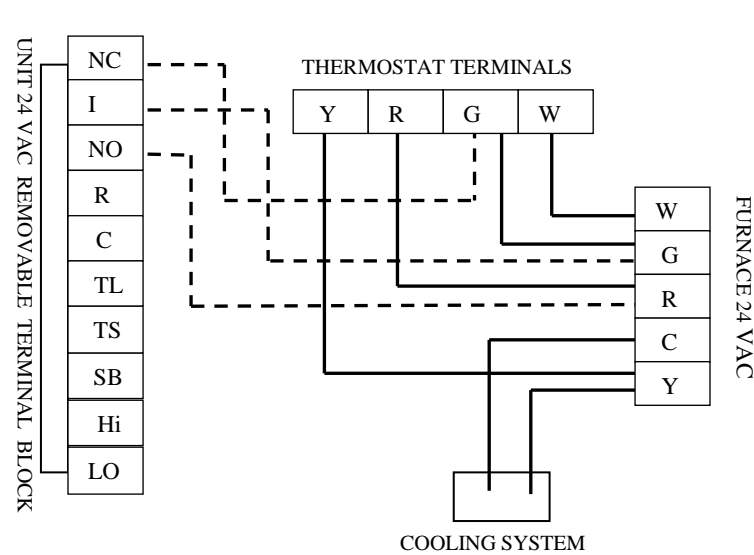 UNIT 24 VAC REMOVABLE TERMINAL BLOCK
NC
I
NO
R
C
TL
TS
SB
Hi
LO
THERMOSTAT TERMINALS
Y R G W
W
G
R
C
Y
FURNACE 24 VAC
COOLING SYSTEM